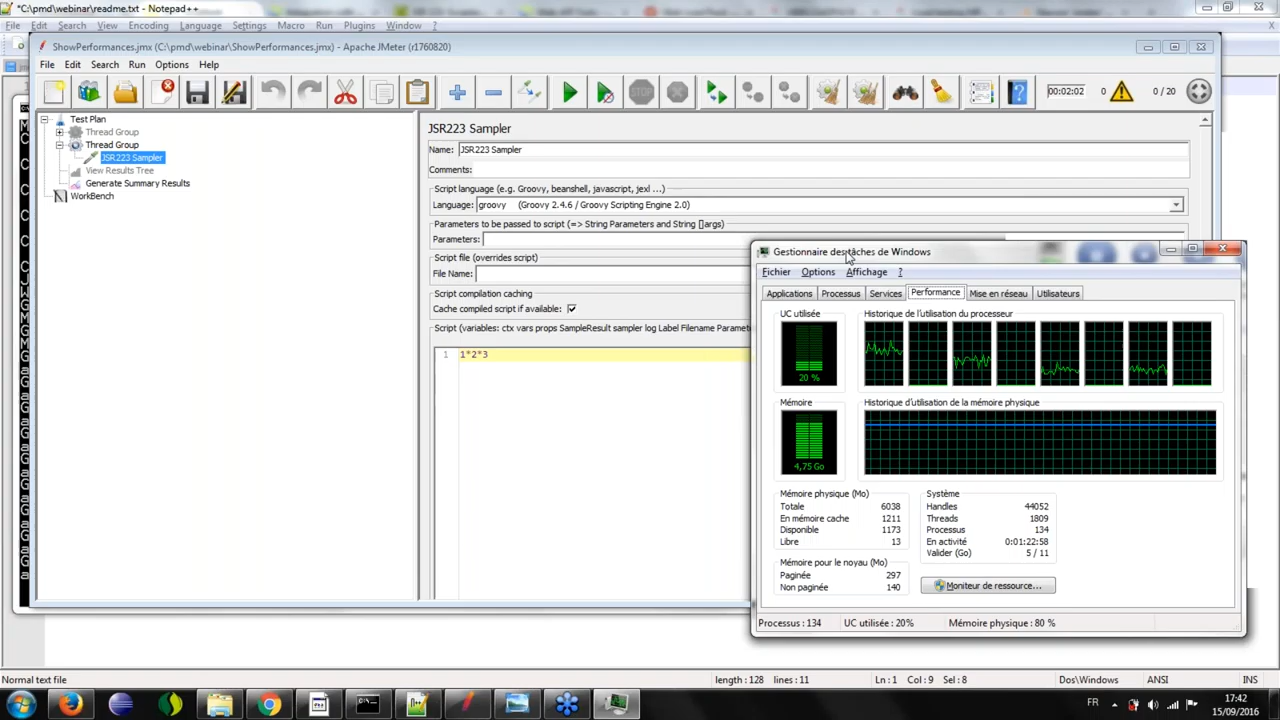 *C:\pmd\webinar\readme.txt - Notepad++
File Edit Search View Encoding Language Settings Macro Run Plugins Window ?
ShowPerformances.jmx (C:\pmd\webinar\ShowPerformances.jmx) - Apache JMeter (r1760820)
File Edit Search Run Options Help
STOP
00:02:02 0 0 / 20
Test Plan
Thread Group
Thread Group
JSR223 Sampler
View Results Tree
Generate Summary Results
WorkBench
JSR223 Sampler
Name: JSR223 Sampler
Comments:
Script language (e.g. Groovy, beanshell, javascript, jexl ...)
Language: groovy (Groovy 2.4.6 / Groovy Scripting Engine 2.0)
Parameters to be passed to script (=> String Parameters and String []args)
Parameters:
Script file (overrides script)
File Name:
Script compilation caching
Cache compiled script if available:
Script (variables: ctx vars props SampleResult sampler log Label Filename Parame
1 1*2*3
Gestionnaire des tâches de Windows
Fichier Options Affichage ?
Applications Processus Services Performance Mise en réseau Utilisateurs
UC utilisée Historique de l'utilisation du processeur
20 %
Mémoire Historique d'utilisation de la mémoire physique
4,75 Go
Mémoire physique (Mo)
Totale 6038
En mémoire cache 1211
Disponible 1173
Libre 13
Mémoire pour le noyau (Mo)
Paginée 297
Non paginée 140
Système
Handles 44052
Threads 1809
Processus 134
En activité 0:01:22:58
Valider (Go) 5 / 11
Moniteur de ressource...
Processus : 134 UC utilisée : 20% Mémoire physique : 80 %
Normal text file length : 128 lines : 11 Ln : 1 Col : 9 Sel : 8 Dos\Windows ANSI INS
FR 17:42
15/09/2016